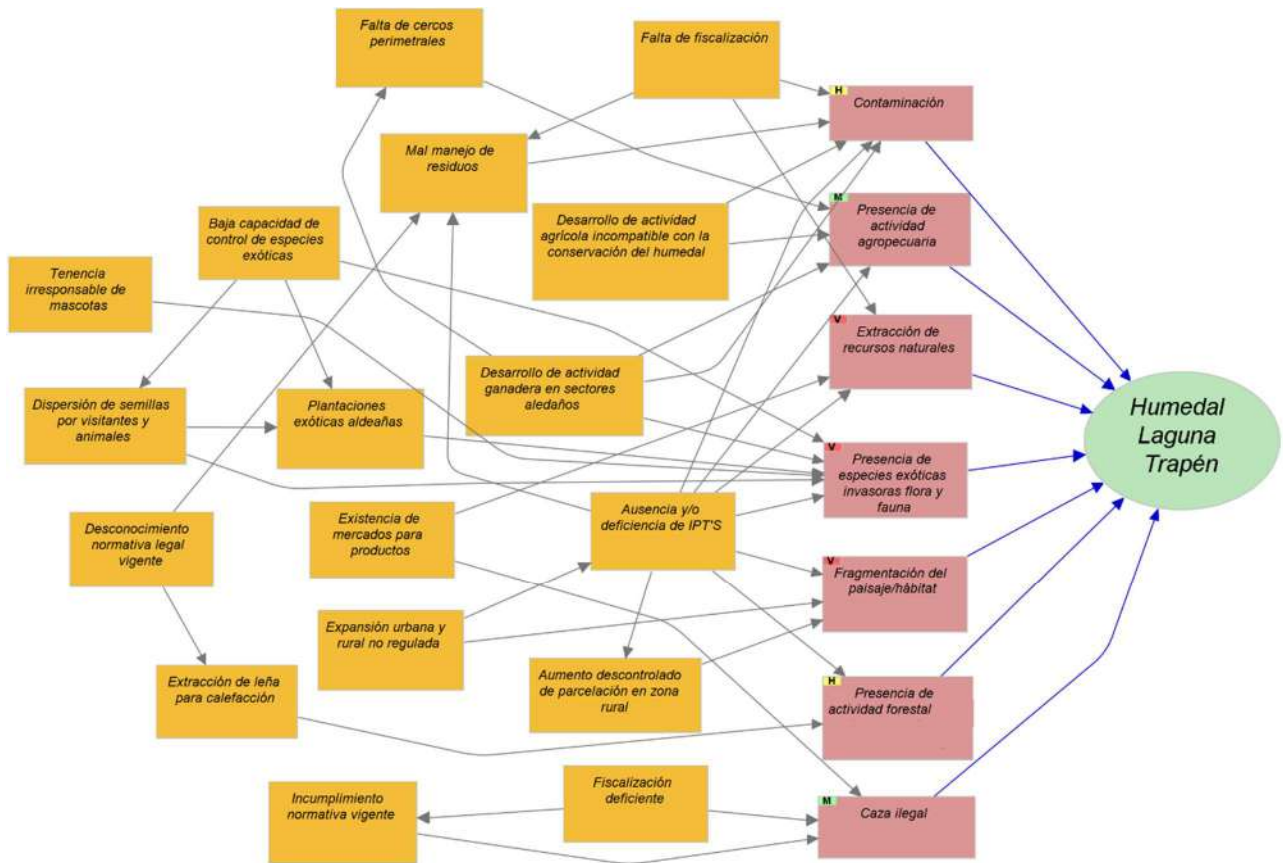 Falta de cercos
perimetrales
Falta de fiscalización
H
Contaminación
Mal manejo de
residuos
M
Presencia de
actividad
agropecuaria
Baja capacidad de
control de especies
exóticas
Desarrollo de actividad
agrícola incompatible con la
conservación del humedal
Tenencia
irresponsable de
mascotas
V
Extracción de
recursos naturales
Desarrollo de actividad
ganadera en sectores
aledaños
Dispersión de semillas
por visitantes y
animales
Plantaciones
exóticas aldeañas
Humedal
Laguna
Trapén
V
Presencia de
especies exóticas
invasoras flora y
fauna
Ausencia y/o
deficiencia de IPT'S
Existencia de
mercados para
productos
Desconocimiento
normativa legal
vigente
V
Fragmentación del
paisaje/hábitat
Expansión urbana y
rural no regulada
Aumento descontrolado
de parcelación en zona
rural
Extracción de leña
para calefacción
H
Presencia de
actividad forestal
Fiscalización
deficiente
Incumplimiento
normativa vigente
M
Caza ilegal